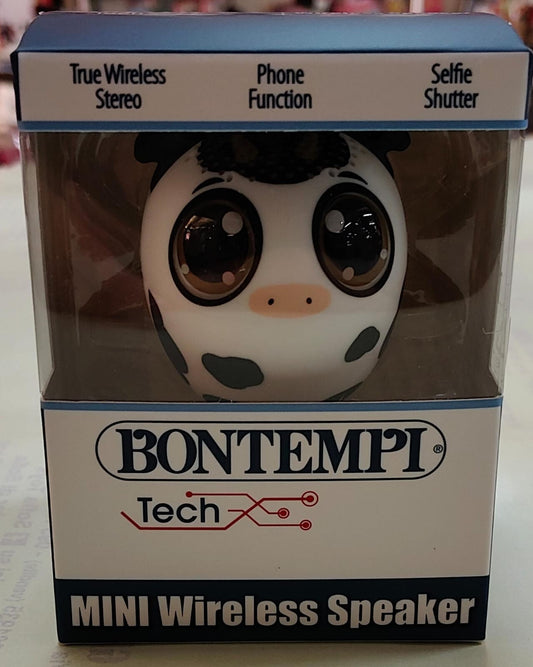 True Wireless
Stereo
Phone
Function
Selfie
Shutter
BONTEMPI®
Tech
MINI Wireless Speaker